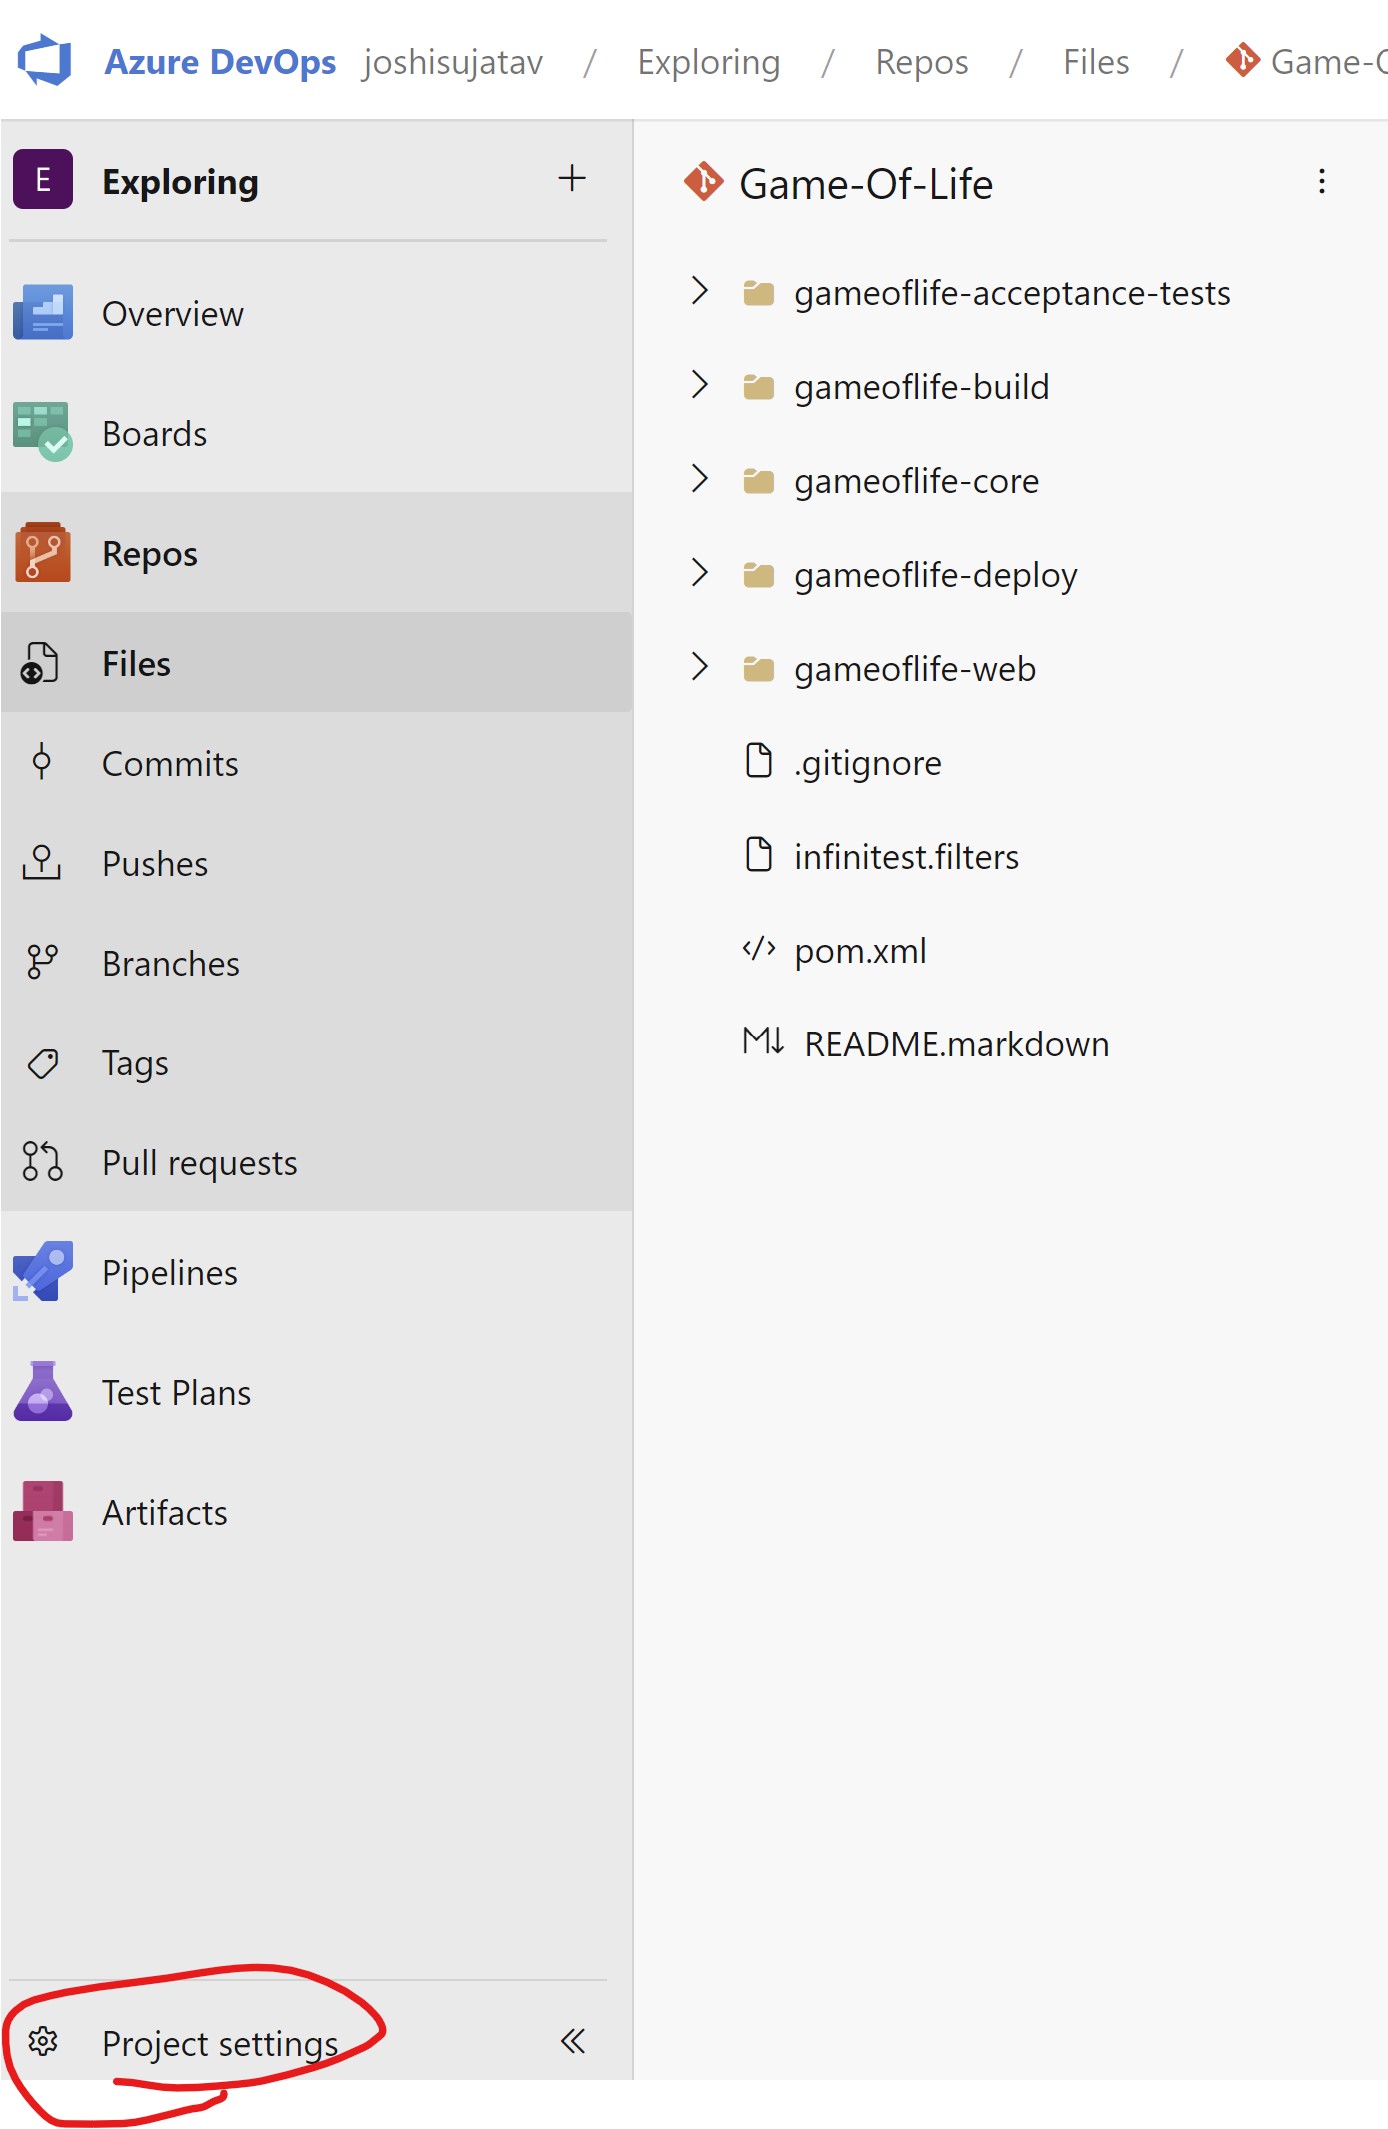 Azure DevOps joshisujatav / Exploring / Repos / Files / Game-O
E Exploring
Overview
Boards
Repos
Files
Commits
Pushes
Branches
Tags
Pull requests
Pipelines
Test Plans
Artifacts
Project settings
Game-Of-Life
gameoflife-acceptance-tests
gameoflife-build
gameoflife-core
gameoflife-deploy
gameoflife-web
.gitignore
infinitest.filters
pom.xml
README.markdown